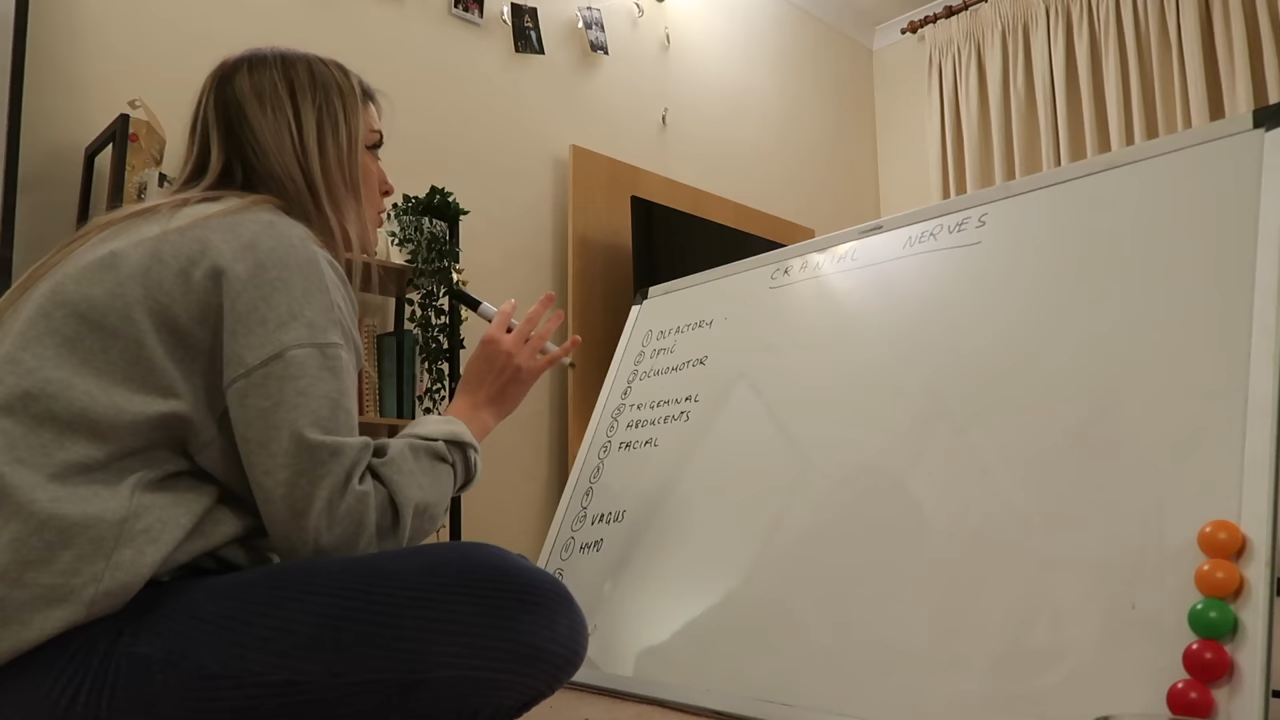 CRANIAL NERVES
① OLFACTORY
② OPTIC
③ OCULOMOTOR
④
⑤ TRIGEMINAL
⑥ ABDUCENTS
⑦ FACIAL
⑧
⑨
⑩ VAGUS
⑪ HYPO